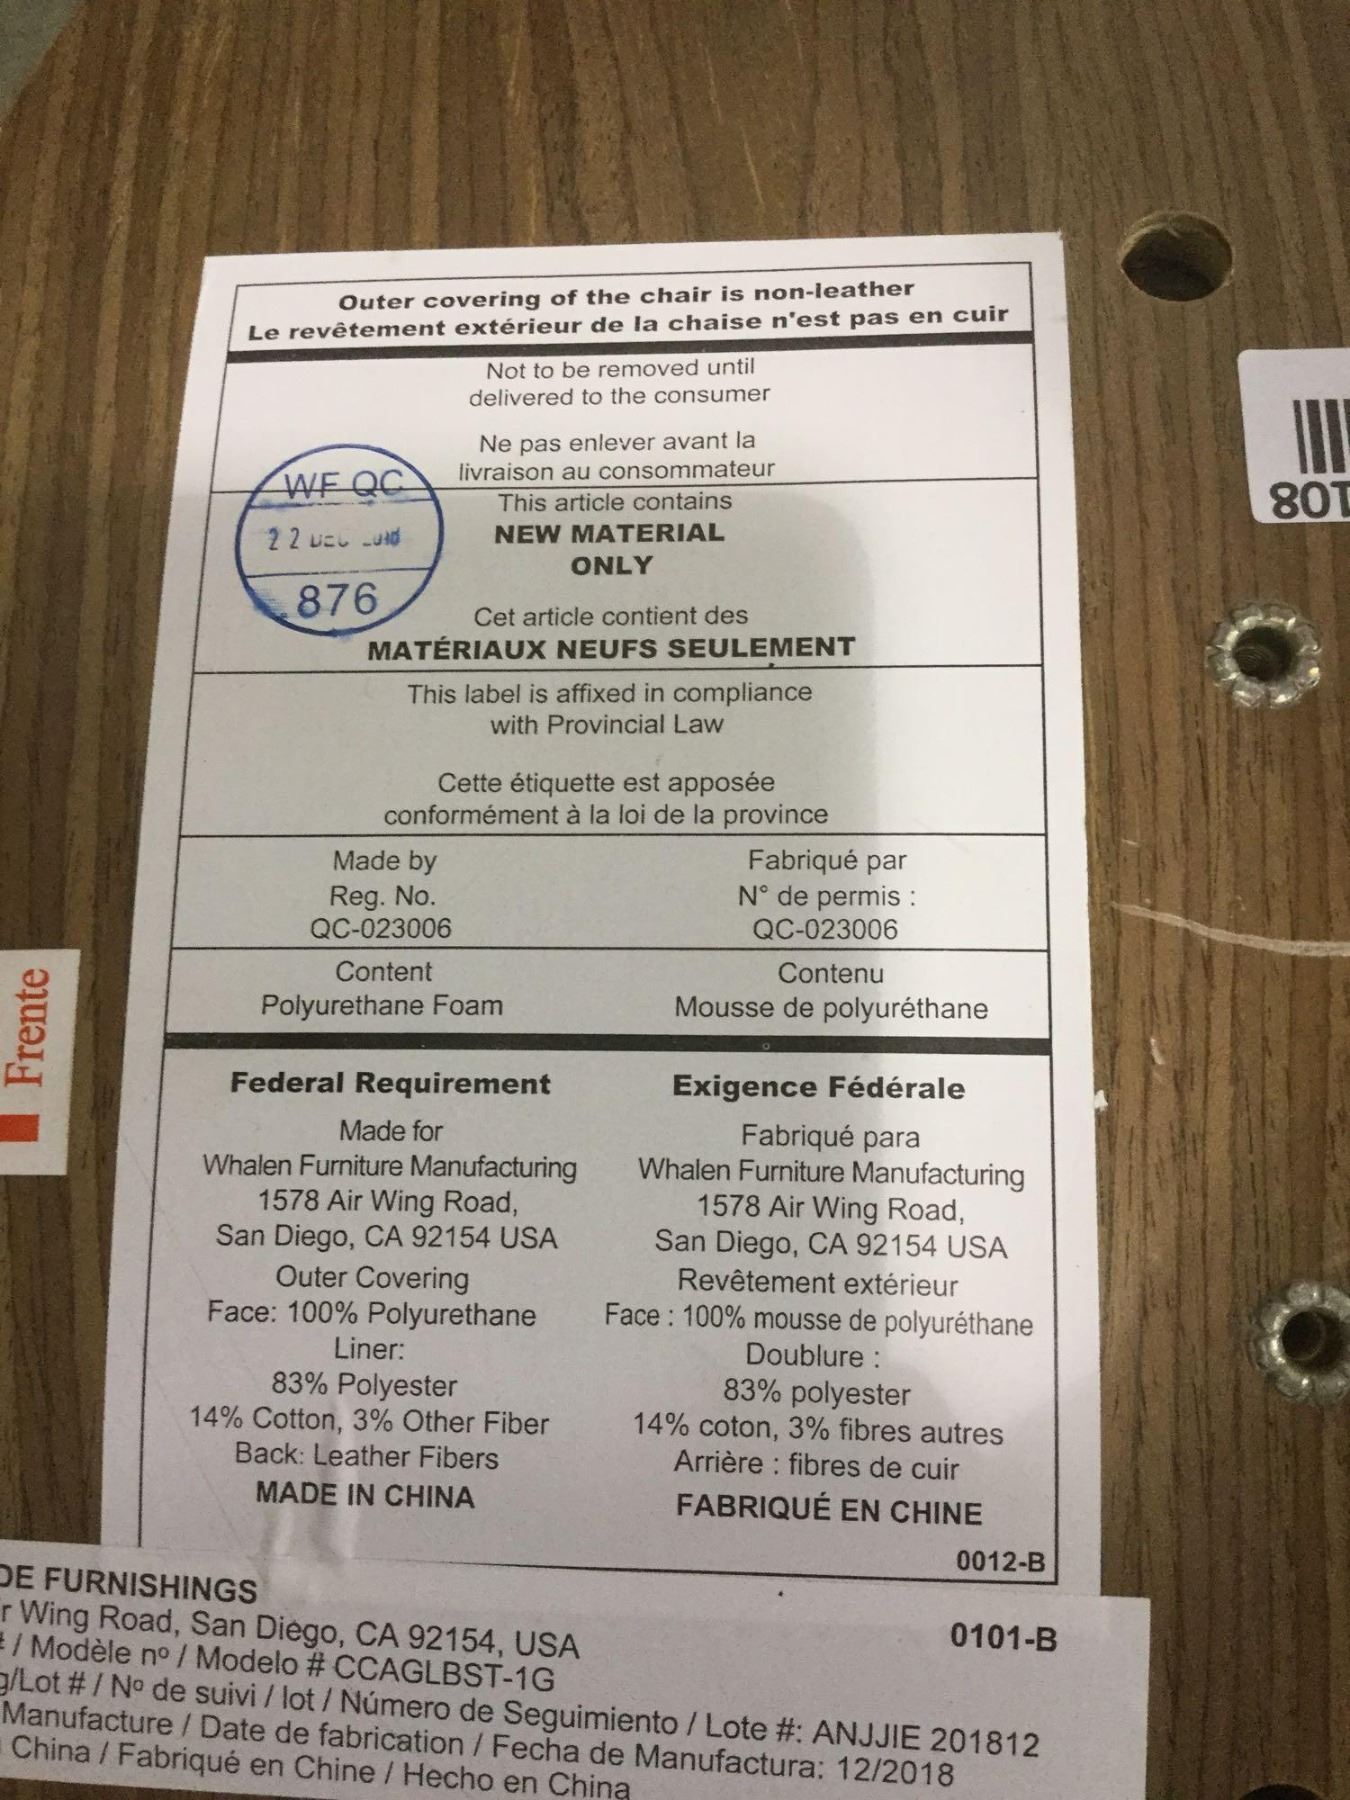 Outer covering of the chair is non-leather
Le revêtement extérieur de la chaise n'est pas en cuir
Not to be removed until
delivered to the consumer
Ne pas enlever avant la
livraison au consommateur
WF QC
22 DEC
876
This article contains
NEW MATERIAL
ONLY
Cet article contient des
MATÉRIAUX NEUFS SEULEMENT
This label is affixed in compliance
with Provincial Law
Cette étiquette est apposée
conformément à la loi de la province
Made by
Reg. No.
QC-023006
Fabriqué par
N° de permis :
QC-023006
Content
Polyurethane Foam
Contenu
Mousse de polyuréthane
Federal Requirement
Made for
Whalen Furniture Manufacturing
1578 Air Wing Road,
San Diego, CA 92154 USA
Outer Covering
Face: 100% Polyurethane
Liner:
83% Polyester
14% Cotton, 3% Other Fiber
Back: Leather Fibers
MADE IN CHINA
Exigence Fédérale
Fabriqué para
Whalen Furniture Manufacturing
1578 Air Wing Road,
San Diego, CA 92154 USA
Revêtement extérieur
Face : 100% mousse de polyuréthane
Doublure :
83% polyester
14% coton, 3% fibres autres
Arrière : fibres de cuir
FABRIQUÉ EN CHINE
0012-B
Frente
108
DE FURNISHINGS
r Wing Road, San Diego, CA 92154, USA
0101-B
# / Modèle nº / Modelo # CCAGLBST-1G
g/Lot # / Nº de suivi / lot / Número de Seguimiento / Lote #: ANJJIE 201812
Manufacture / Date de fabrication / Fecha de Manufactura: 12/2018
China / Fabriqué en Chine / Hecho en China